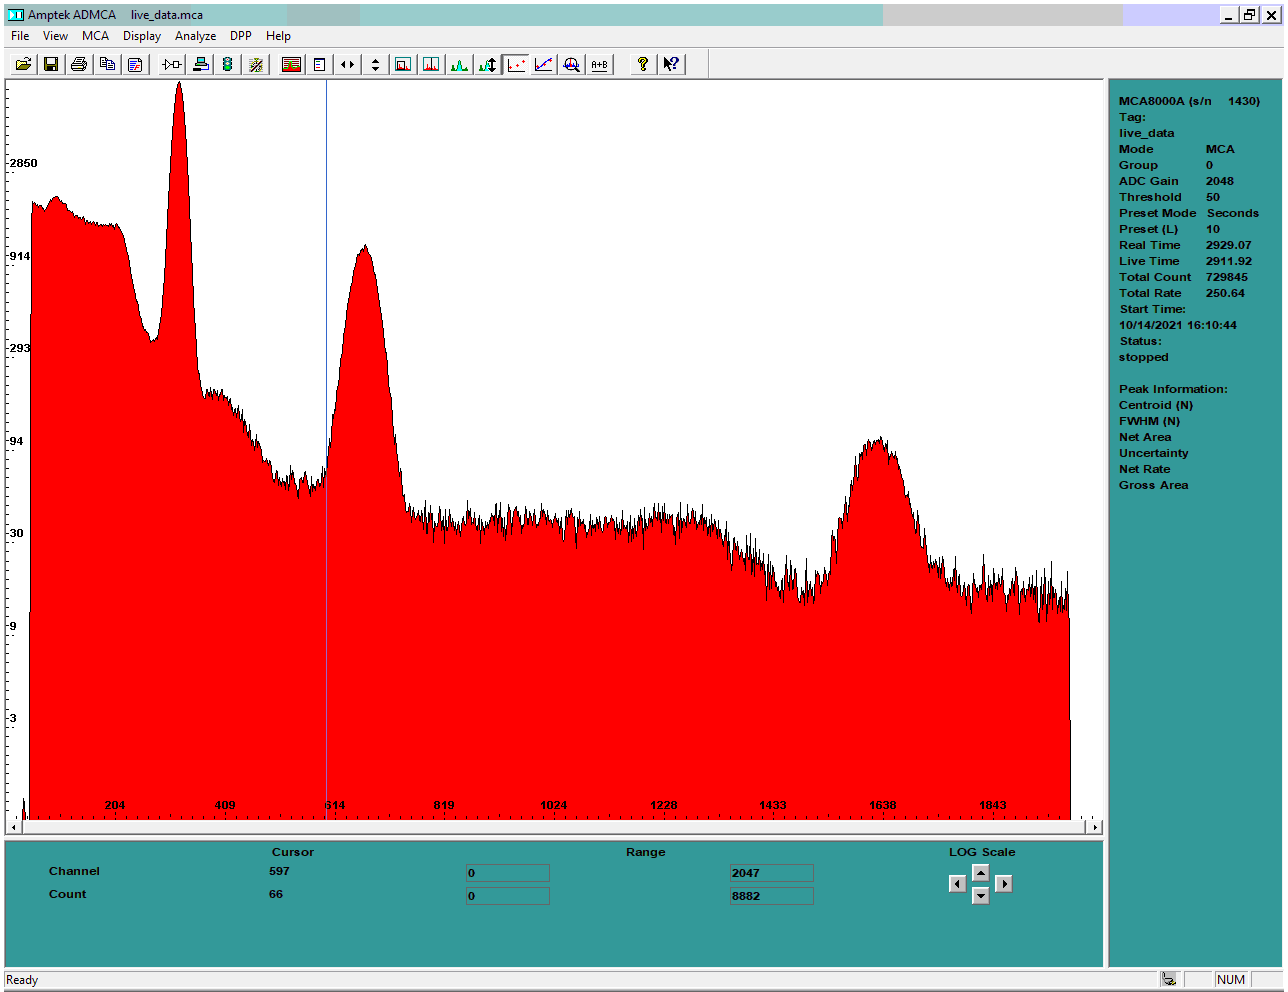 Amptek ADMCA    live_data.mca
File View MCA Display Analyze DPP Help
A+B
2850
914
293
94
30
9
3
204 409 614 819 1024 1228 1433 1638 1843
MCA8000A (s/n 1430)
Tag:
live_data
Mode MCA
Group 0
ADC Gain 2048
Threshold 50
Preset Mode Seconds
Preset (L) 10
Real Time 2929.07
Live Time 2911.92
Total Count 729845
Total Rate 250.64
Start Time:
10/14/2021 16:10:44
Status:
stopped
Peak Information:
Centroid (N)
FWHM (N)
Net Area
Uncertainty
Net Rate
Gross Area
Cursor Range LOG Scale
Channel 597 0 2047
Count 66 0 8882
Ready NUM